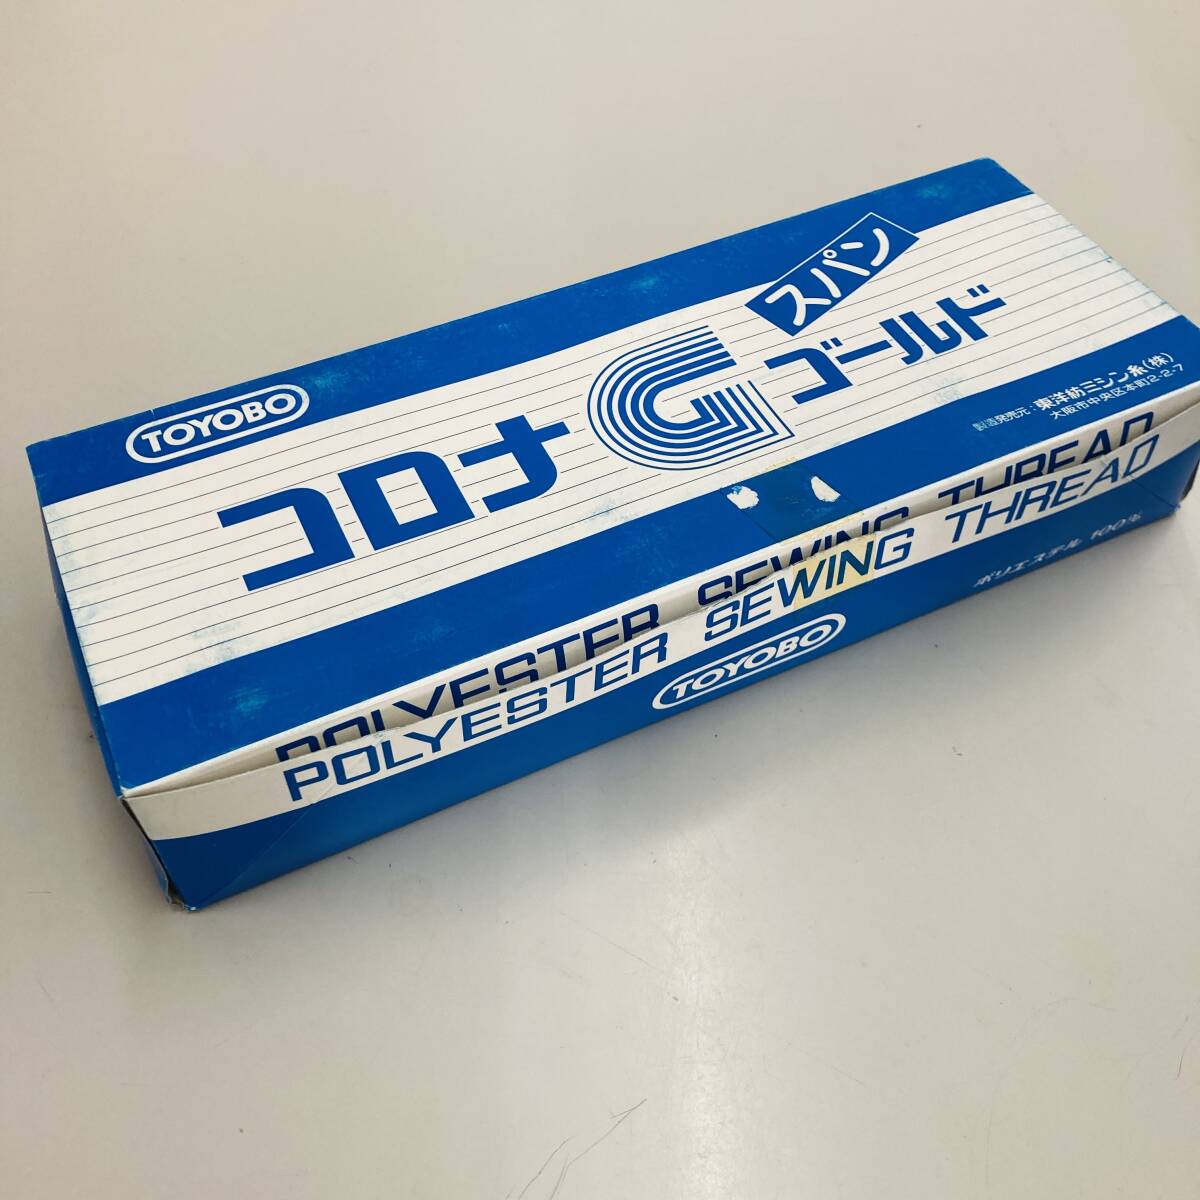 TOYOBO
コロナ
G
スパン
ゴールド
製造発売元：東洋紡ミシン糸(株)
大阪市中央区本町2-2-7
POLYESTER SEWING THREAD
POLYESTER SEWING THREAD
TOYOBO
ポリエステル 100%